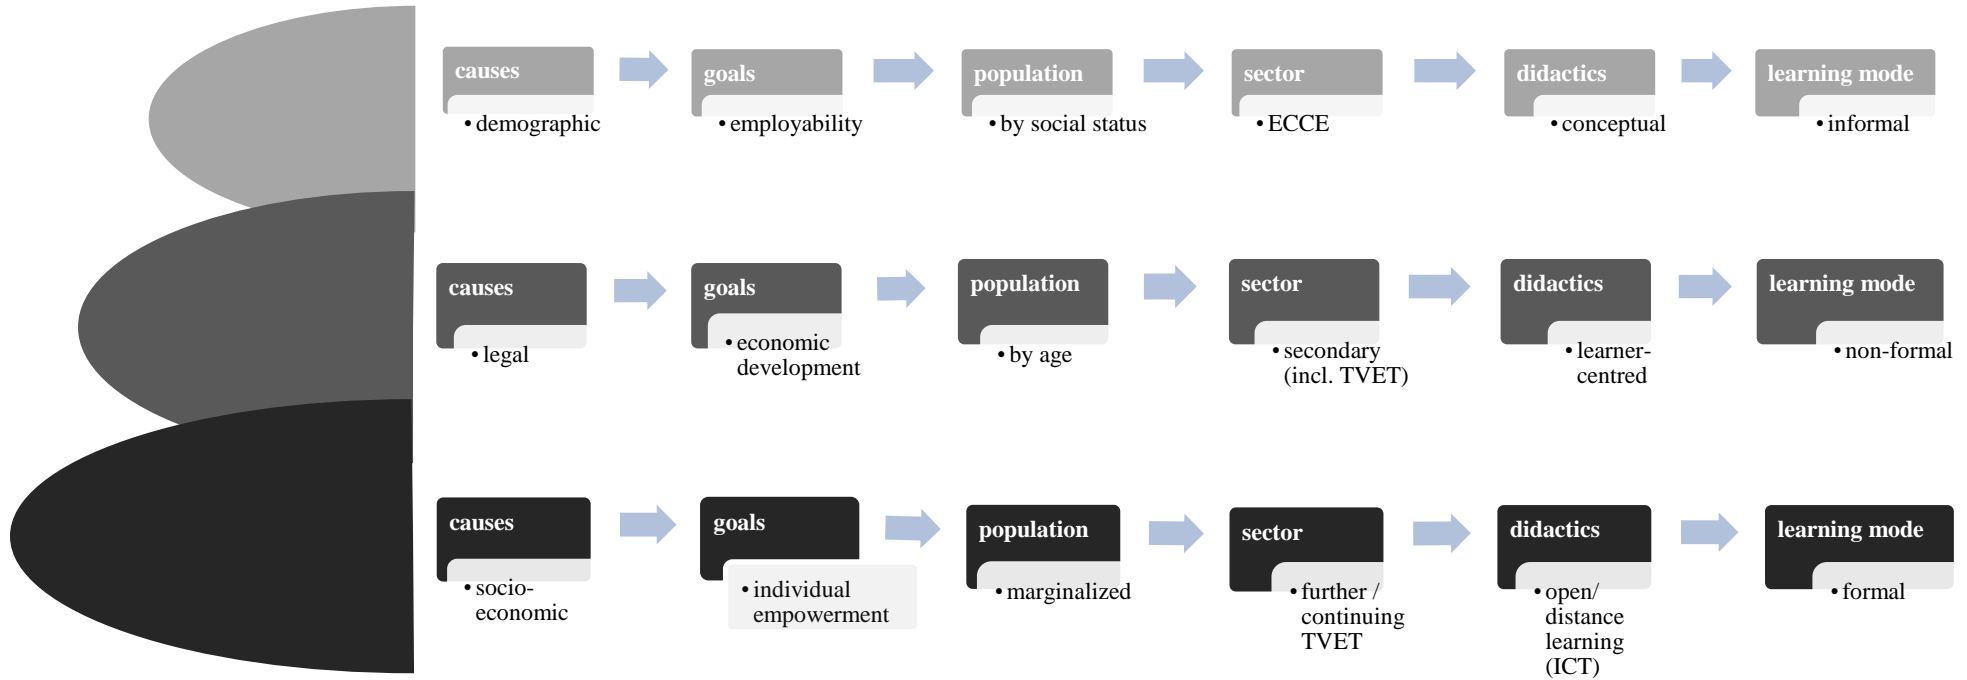 causes
• demographic
goals
• employability
population
• by social status
sector
• ECCE
didactics
• conceptual
learning mode
• informal
causes
• legal
goals
• economic
development
population
• by age
sector
• secondary
(incl. TVET)
didactics
• learner-
centred
learning mode
• non-formal
causes
• socio-
economic
goals
• individual
empowerment
population
• marginalized
sector
• further /
continuing
TVET
didactics
• open/
distance
learning
(ICT)
learning mode
• formal